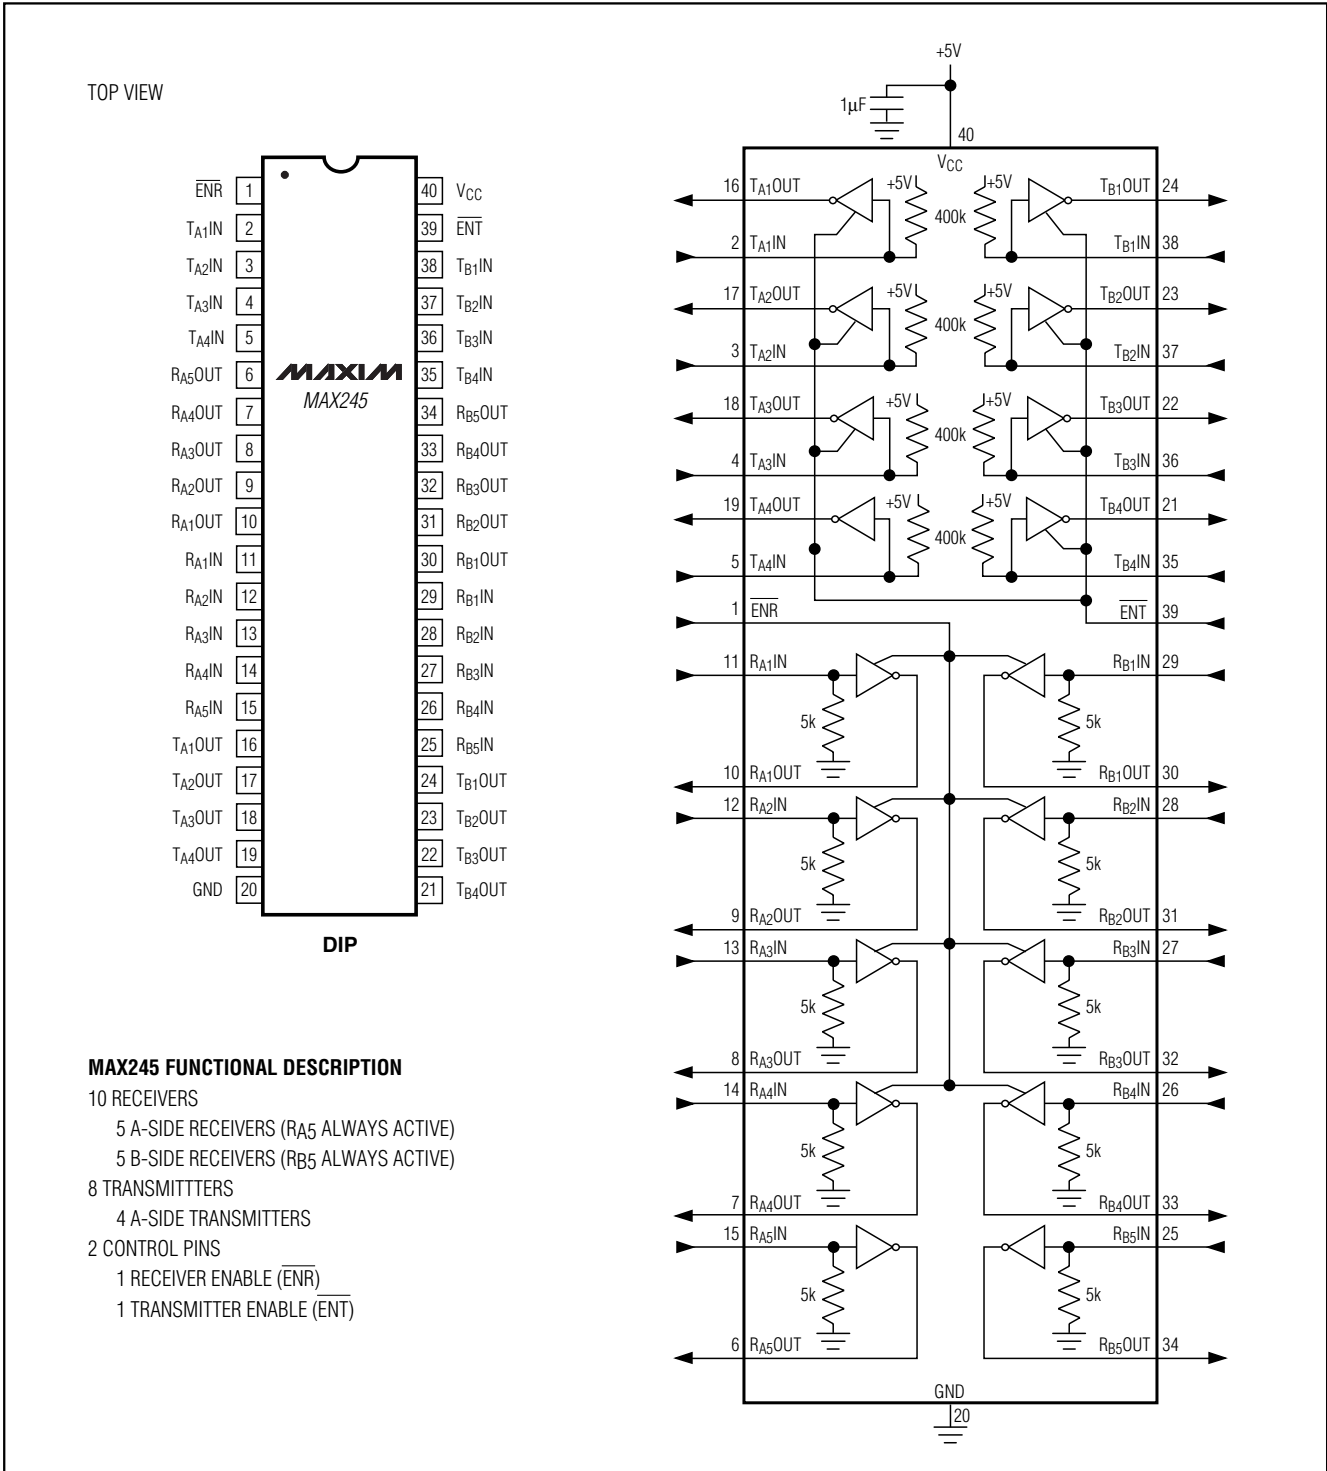 TOP VIEW
ENR 1
TA1IN 2
TA2IN 3
TA3IN 4
TA4IN 5
RA5OUT 6
RA4OUT 7
RA3OUT 8
RA2OUT 9
RA1OUT 10
RA1IN 11
RA2IN 12
RA3IN 13
RA4IN 14
RA5IN 15
TA1OUT 16
TA2OUT 17
TA3OUT 18
TA4OUT 19
GND 20
MAXIM
MAX245
40 VCC
39 ENT
38 TB1IN
37 TB2IN
36 TB3IN
35 TB4IN
34 RB5OUT
33 RB4OUT
32 RB3OUT
31 RB2OUT
30 RB1OUT
29 RB1IN
28 RB2IN
27 RB3IN
26 RB4IN
25 RB5IN
24 TB1OUT
23 TB2OUT
22 TB3OUT
21 TB4OUT
DIP
MAX245 FUNCTIONAL DESCRIPTION
10 RECEIVERS
5 A-SIDE RECEIVERS (RA5 ALWAYS ACTIVE)
5 B-SIDE RECEIVERS (RB5 ALWAYS ACTIVE)
8 TRANSMITTTERS
4 A-SIDE TRANSMITTERS
2 CONTROL PINS
1 RECEIVER ENABLE (ENR)
1 TRANSMITTER ENABLE (ENT)
+5V
1µF
40
VCC
16 TA1OUT +5V +5V TB1OUT 24
400k
2 TA1IN TB1IN 38
17 TA2OUT +5V +5V TB2OUT 23
400k
3 TA2IN TB2IN 37
18 TA3OUT +5V +5V TB3OUT 22
400k
4 TA3IN TB3IN 36
19 TA4OUT +5V +5V TB4OUT 21
400k
5 TA4IN TB4IN 35
1 ENR ENT 39
11 RA1IN RB1IN 29
5k 5k
10 RA1OUT RB1OUT 30
12 RA2IN RB2IN 28
5k 5k
9 RA2OUT RB2OUT 31
13 RA3IN RB3IN 27
5k 5k
8 RA3OUT RB3OUT 32
14 RA4IN RB4IN 26
5k 5k
7 RA4OUT RB4OUT 33
15 RA5IN RB5IN 25
5k 5k
6 RA5OUT RB5OUT 34
GND
20